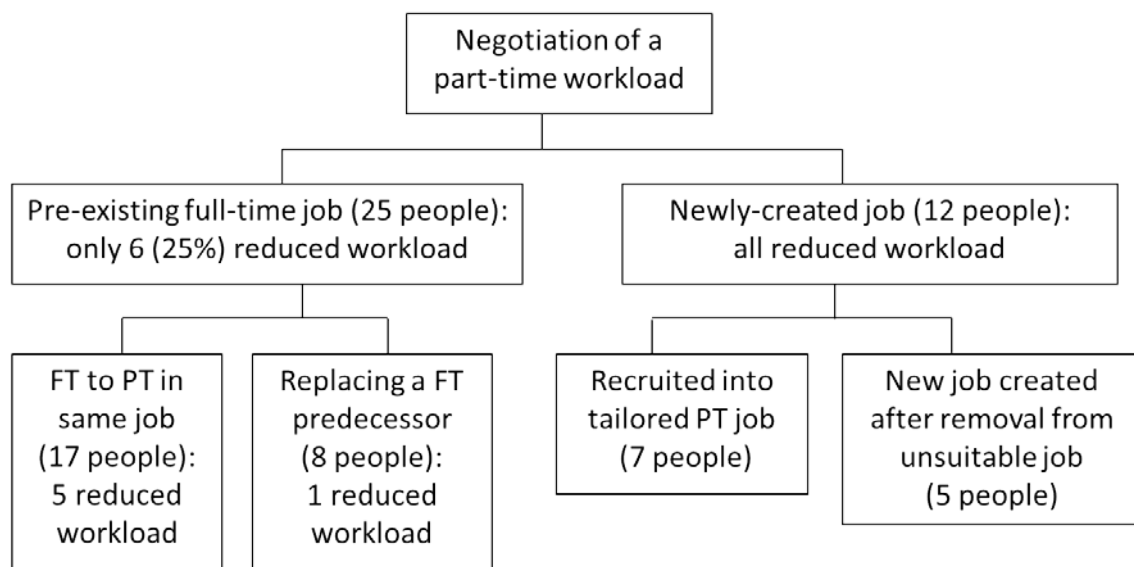 Negotiation of a
part-time workload
Pre-existing full-time job (25 people):
only 6 (25%) reduced workload
Newly-created job (12 people):
all reduced workload
FT to PT in
same job
(17 people):
5 reduced
workload
Replacing a FT
predecessor
(8 people):
1 reduced
workload
Recruited into
tailored PT job
(7 people)
New job created
after removal from
unsuitable job
(5 people)